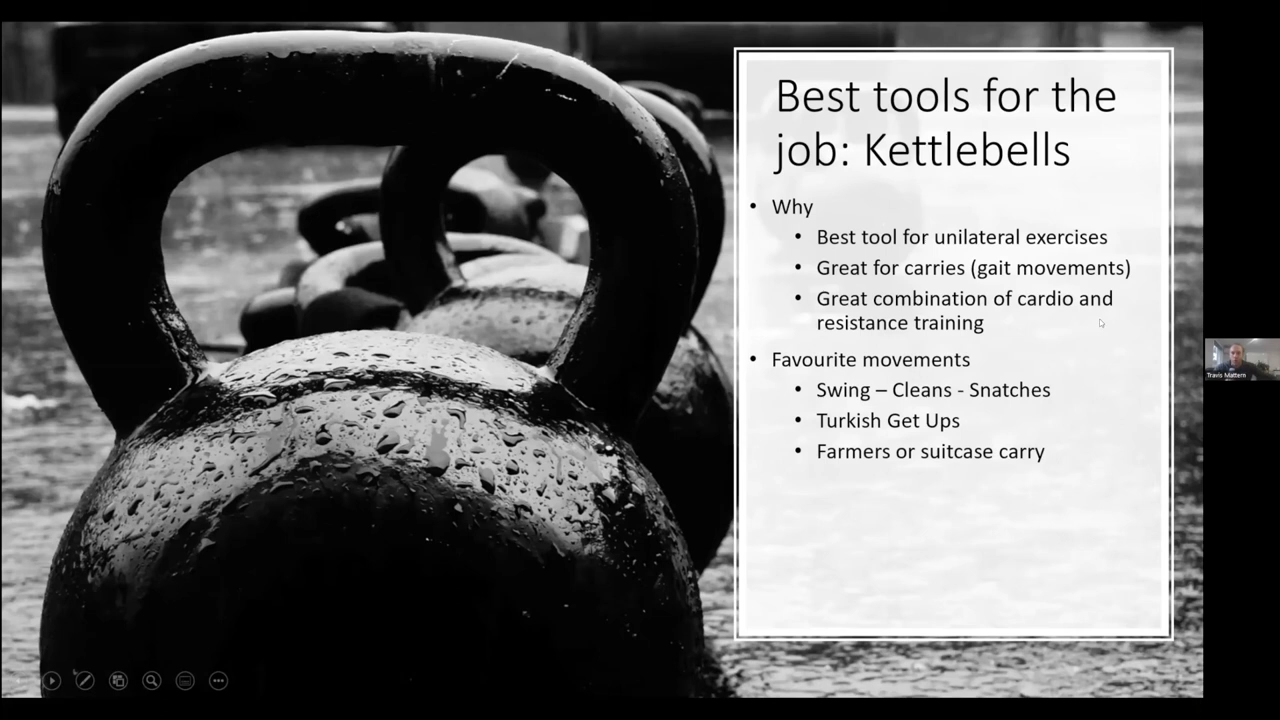 Best tools for the
job: Kettlebells
• Why
• Best tool for unilateral exercises
• Great for carries (gait movements)
• Great combination of cardio and
resistance training
• Favourite movements
• Swing – Cleans - Snatches
• Turkish Get Ups
• Farmers or suitcase carry
Travis Mattern